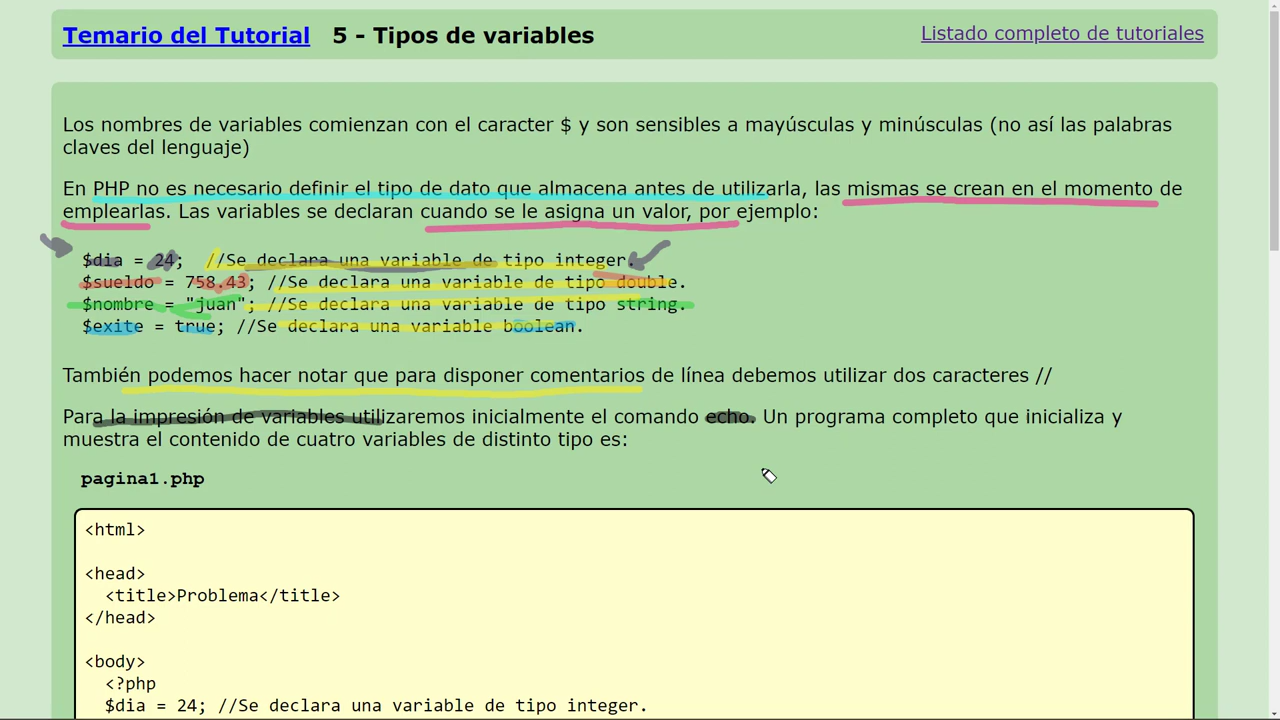 Temario del Tutorial 5 - Tipos de variables Listado completo de tutoriales
Los nombres de variables comienzan con el caracter $ y son sensibles a mayúsculas y minúsculas (no así las palabras
claves del lenguaje)
En PHP no es necesario definir el tipo de dato que almacena antes de utilizarla, las mismas se crean en el momento de
emplearlas. Las variables se declaran cuando se le asigna un valor, por ejemplo:
$dia = 24; //Se declara una variable de tipo integer.
$sueldo = 758.43; //Se declara una variable de tipo double.
$nombre = "juan"; //Se declara una variable de tipo string.
$exite = true; //Se declara una variable boolean.
También podemos hacer notar que para disponer comentarios de línea debemos utilizar dos caracteres //
Para la impresión de variables utilizaremos inicialmente el comando echo. Un programa completo que inicializa y
muestra el contenido de cuatro variables de distinto tipo es:
pagina1.php
<html>
<head>
<title>Problema</title>
</head>
<body>
<?php
$dia = 24; //Se declara una variable de tipo integer.